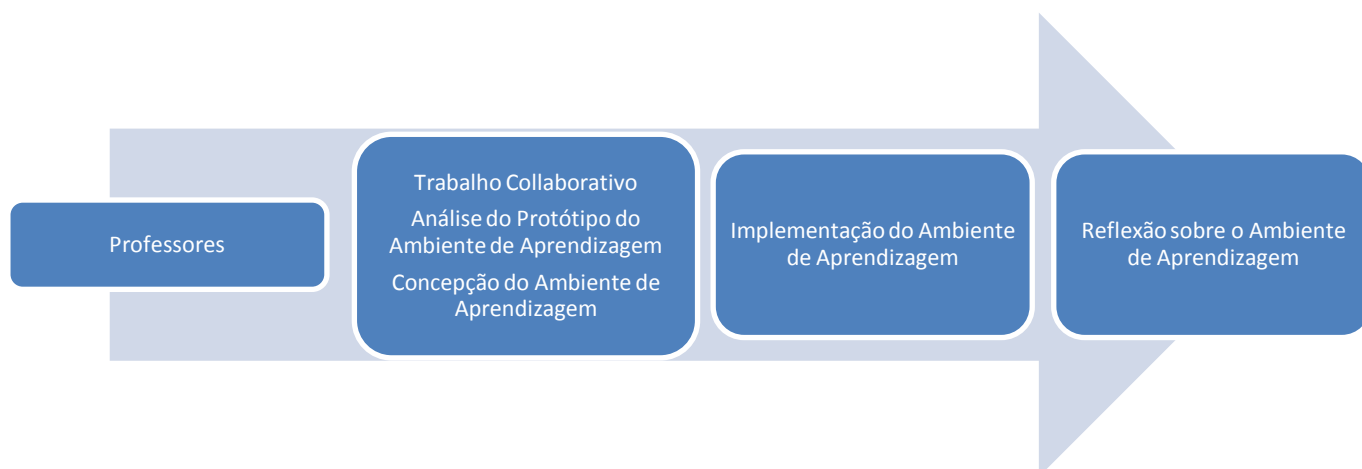 Professores
Trabalho Collaborativo
Análise do Protótipo do
Ambiente de Aprendizagem
Concepção do Ambiente de
Aprendizagem
Implementação do Ambiente
de Aprendizagem
Reflexão sobre o Ambiente
de Aprendizagem